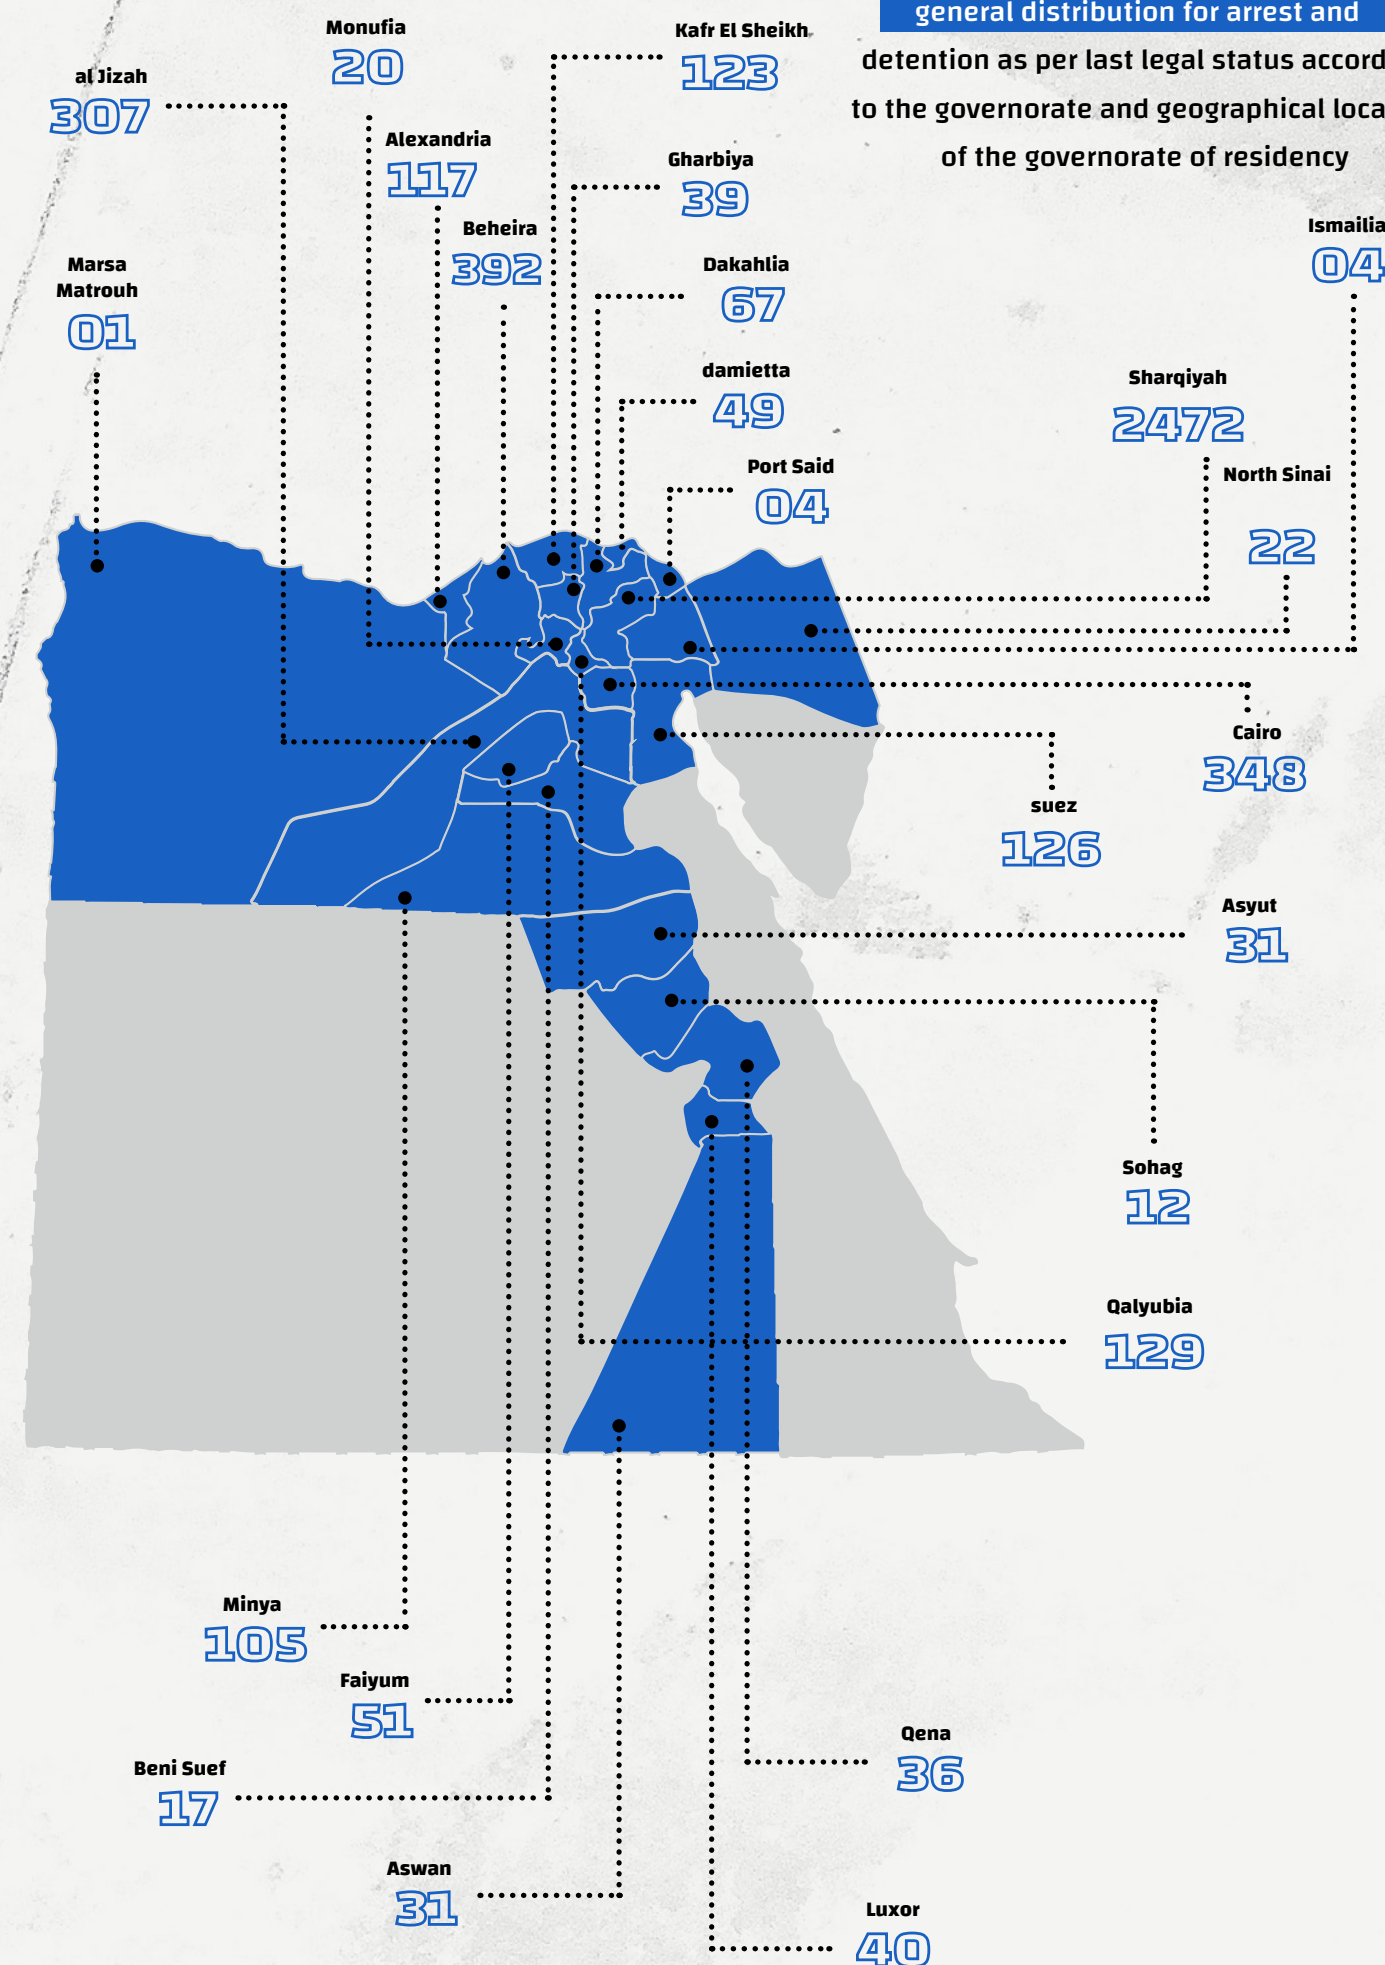 general distribution for arrest and
detention as per last legal status accord
to the governorate and geographical loca
of the governorate of residency
Monufia
20
Kafr El Sheikh
123
al Jizah
307
Alexandria
117
Gharbiya
39
Beheira
392
Ismailia
04
Marsa
Matrouh
01
Dakahlia
67
damietta
49
Sharqiyah
2472
Port Said
04
North Sinai
22
Cairo
348
suez
126
Asyut
31
Sohag
12
Qalyubia
129
Minya
105
Faiyum
51
Qena
36
Beni Suef
17
Aswan
31
Luxor
40